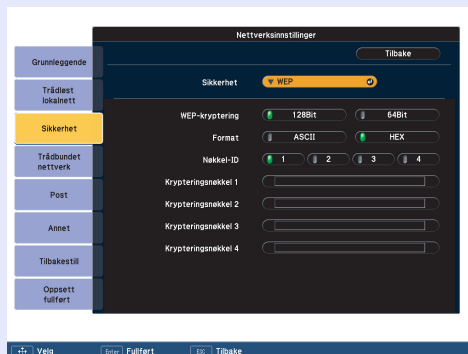 Nettverksinnstillinger
Grunnleggende
Trådløst
lokalnett
Sikkerhet
Trådbundet
nettverk
Post
Annet
Tilbakestill
Oppsett
fullført
Tilbake
Sikkerhet WEP
WEP-kryptering 128Bit 64Bit
Format ASCII HEX
Nøkkel-ID 1 2 3 4
Krypteringsnøkkel 1
Krypteringsnøkkel 2
Krypteringsnøkkel 3
Krypteringsnøkkel 4
Velg Enter Fullført ESC Tilbake